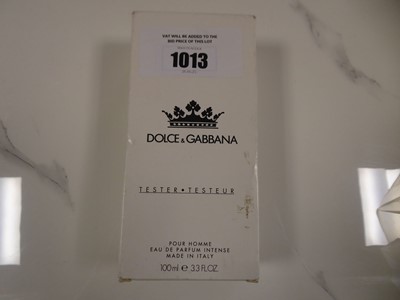 VAT WILL BE ADDED TO THE
BID PRICE OF THIS LOT
1013
DOLCE & GABBANA
TESTER • TESTEUR
POUR HOMME
EAU DE PARFUM INTENSE
MADE IN ITALY
100ml e 3.3 FL.OZ.